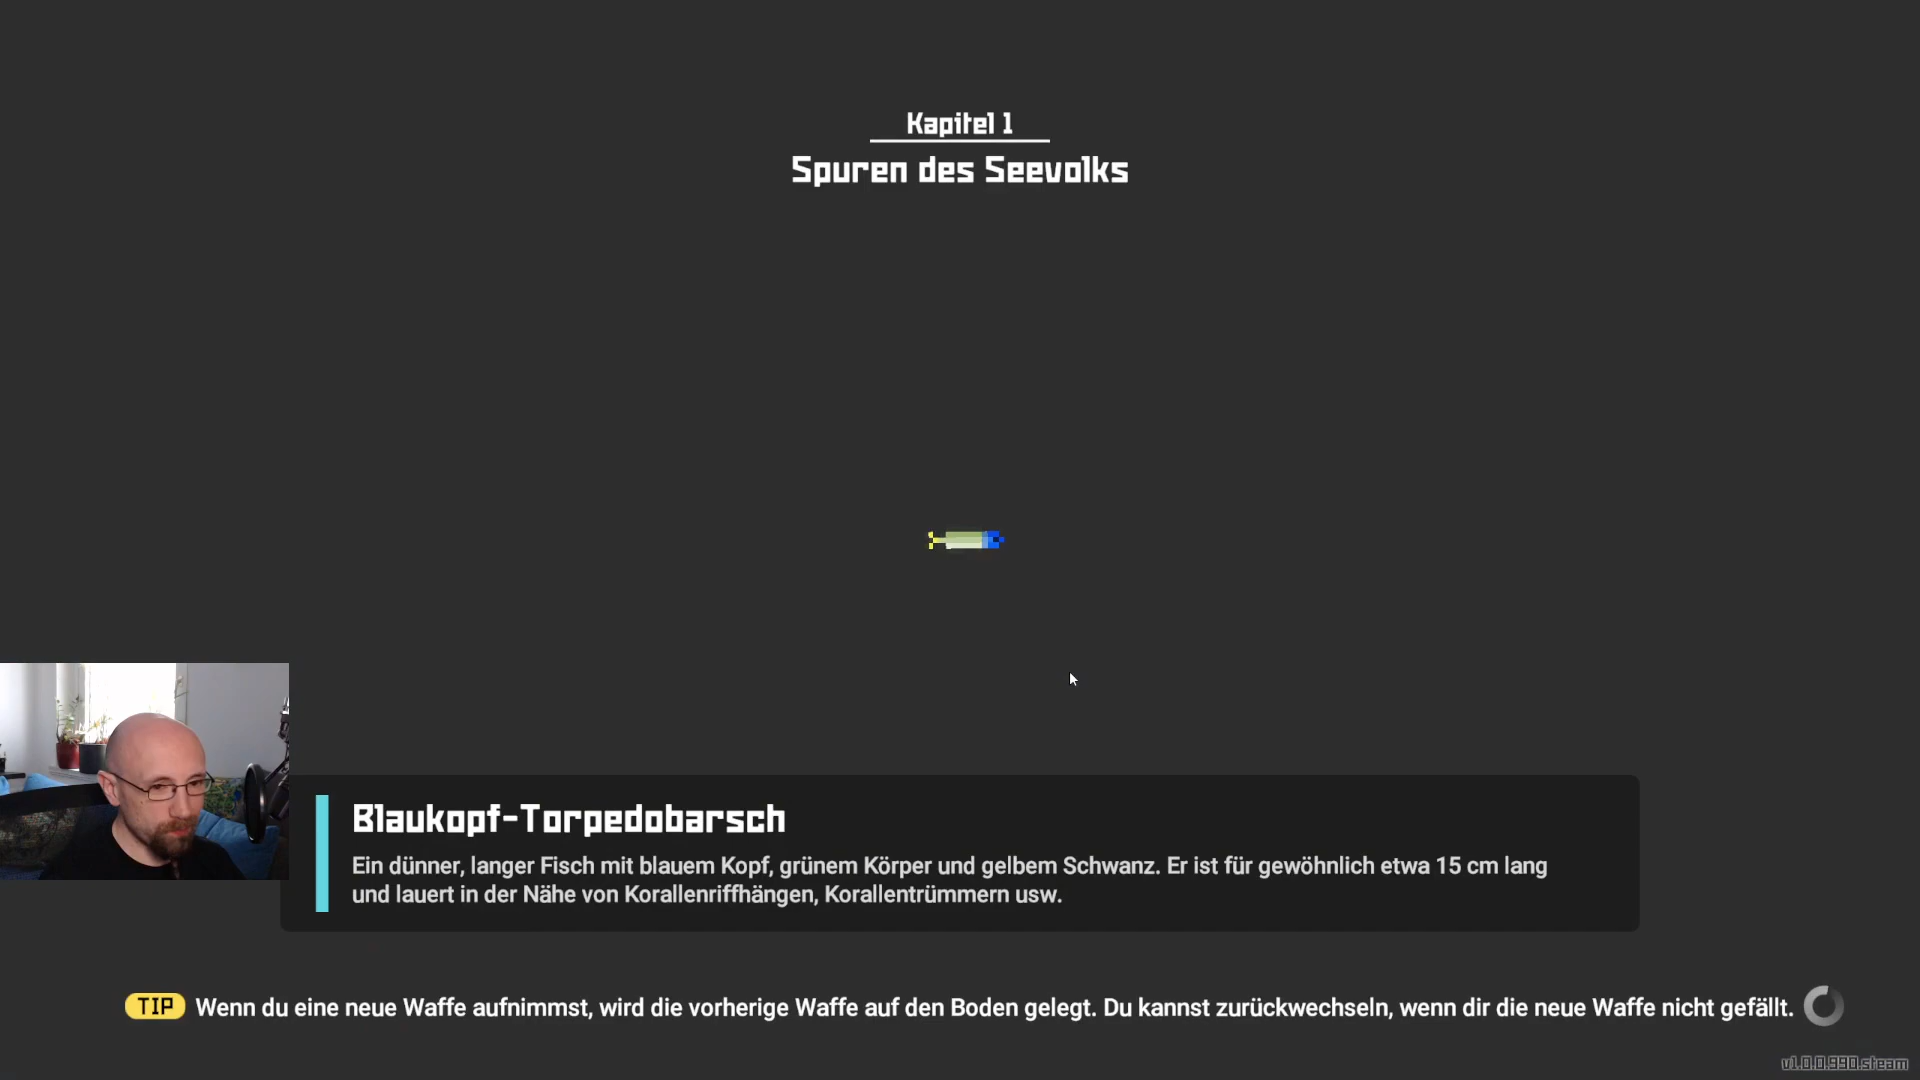 Kapitel 1
Spuren des Seevolks
Blaukopf-Torpedobarsch
Ein dünner, langer Fisch mit blauem Kopf, grünem Körper und gelbem Schwanz. Er ist für gewöhnlich etwa 15 cm lang
und lauert in der Nähe von Korallenriffhängen, Korallentrümmern usw.
TIP Wenn du eine neue Waffe aufnimmst, wird die vorherige Waffe auf den Boden gelegt. Du kannst zurückwechseln, wenn dir die neue Waffe nicht gefällt.
v1.0.0.990.steam